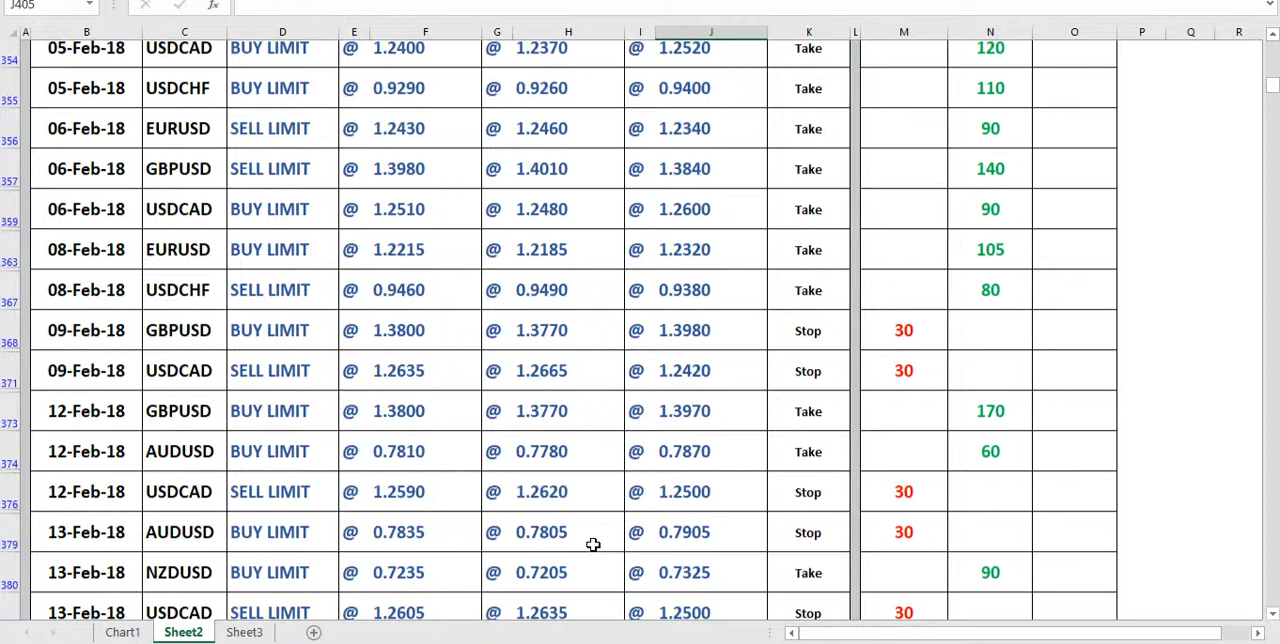 J405
A B C D E F G H I J K L M N O P Q R
354 05-Feb-18 USDCAD BUY LIMIT @ 1.2400 @ 1.2370 @ 1.2520 Take 120
355 05-Feb-18 USDCHF BUY LIMIT @ 0.9290 @ 0.9260 @ 0.9400 Take 110
356 06-Feb-18 EURUSD SELL LIMIT @ 1.2430 @ 1.2460 @ 1.2340 Take 90
357 06-Feb-18 GBPUSD SELL LIMIT @ 1.3980 @ 1.4010 @ 1.3840 Take 140
359 06-Feb-18 USDCAD BUY LIMIT @ 1.2510 @ 1.2480 @ 1.2600 Take 90
363 08-Feb-18 EURUSD BUY LIMIT @ 1.2215 @ 1.2185 @ 1.2320 Take 105
367 08-Feb-18 USDCHF SELL LIMIT @ 0.9460 @ 0.9490 @ 0.9380 Take 80
368 09-Feb-18 GBPUSD BUY LIMIT @ 1.3800 @ 1.3770 @ 1.3980 Stop 30
371 09-Feb-18 USDCAD SELL LIMIT @ 1.2635 @ 1.2665 @ 1.2420 Stop 30
373 12-Feb-18 GBPUSD BUY LIMIT @ 1.3800 @ 1.3770 @ 1.3970 Take 170
374 12-Feb-18 AUDUSD BUY LIMIT @ 0.7810 @ 0.7780 @ 0.7870 Take 60
376 12-Feb-18 USDCAD SELL LIMIT @ 1.2590 @ 1.2620 @ 1.2500 Stop 30
379 13-Feb-18 AUDUSD BUY LIMIT @ 0.7835 @ 0.7805 @ 0.7905 Stop 30
380 13-Feb-18 NZDUSD BUY LIMIT @ 0.7235 @ 0.7205 @ 0.7325 Take 90
13-Feb-18 USDCAD SELL LIMIT @ 1.2605 @ 1.2635 @ 1.2500 Stop 30
Chart1 Sheet2 Sheet3